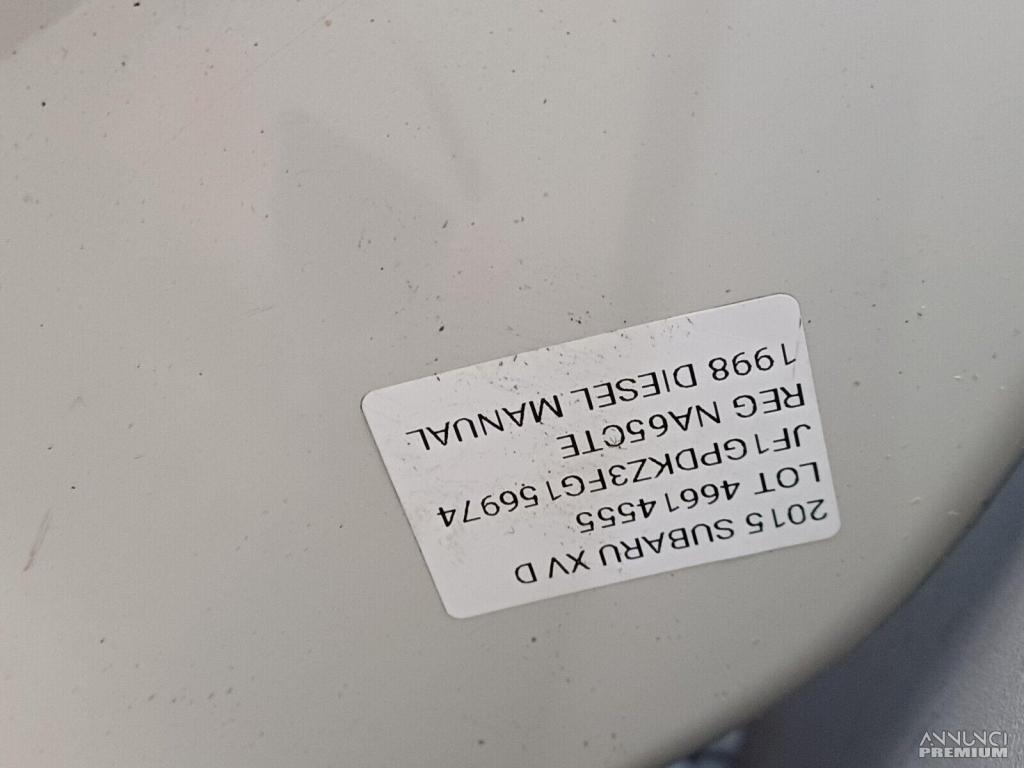 2015 SUBARU XV D
LOT 46614555
JF1GPDKZ3FG156974
REG NA65CTE
1998 DIESEL MANUAL
ANNUNCI
PREMIUM